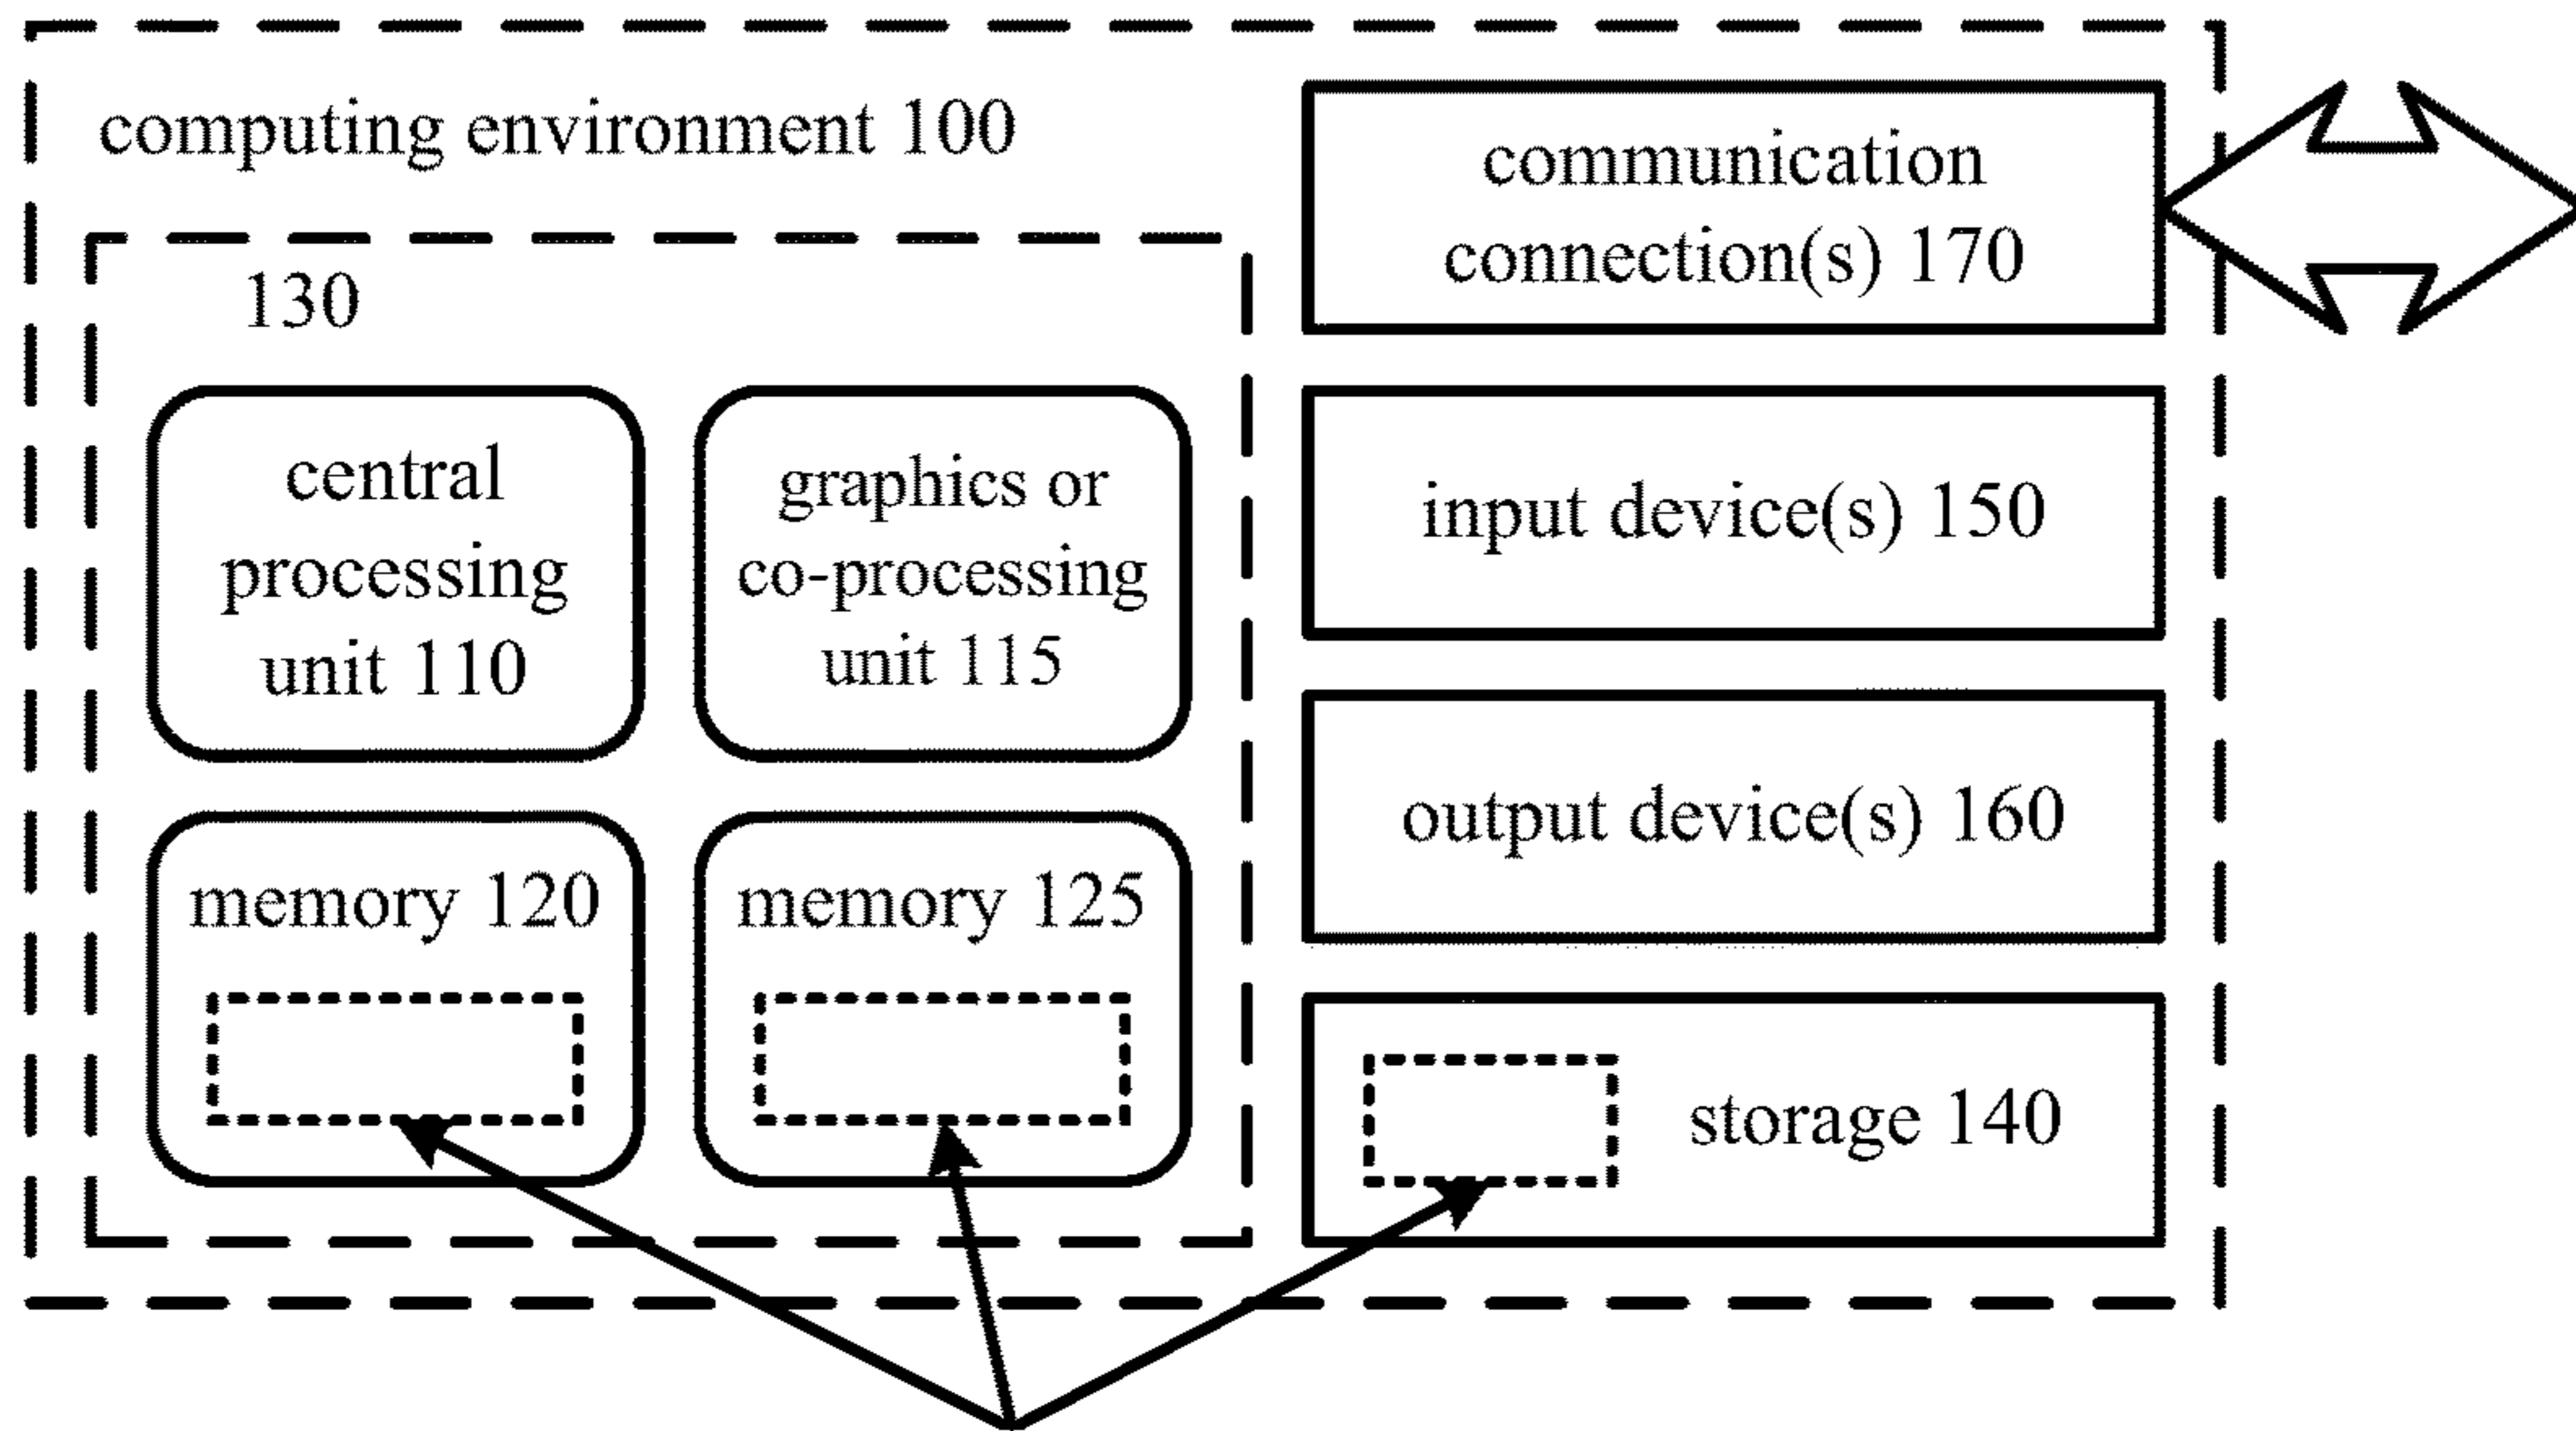 computing environment 100
130
central
processing
unit 110
graphics or
co-processing
unit 115
memory 120
memory 125
communication
connection(s) 170
input device(s) 150
output device(s) 160
storage 140